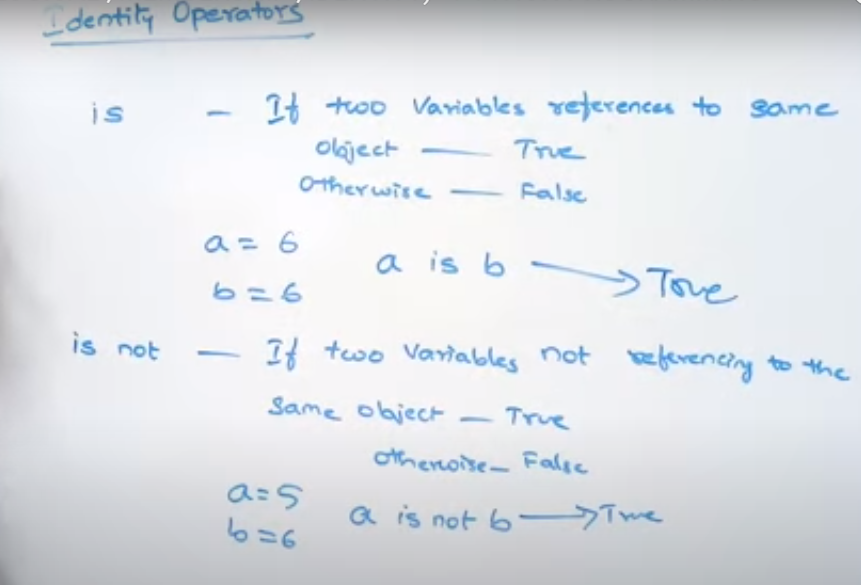 Identity Operators
is - If two Variables references to same
object — True
Otherwise — False
a = 6
a is b → True
b = 6
is not — If two Variables not referencing to the
Same object — True
otherwise — False
a = 5
a is not b → True
b = 6